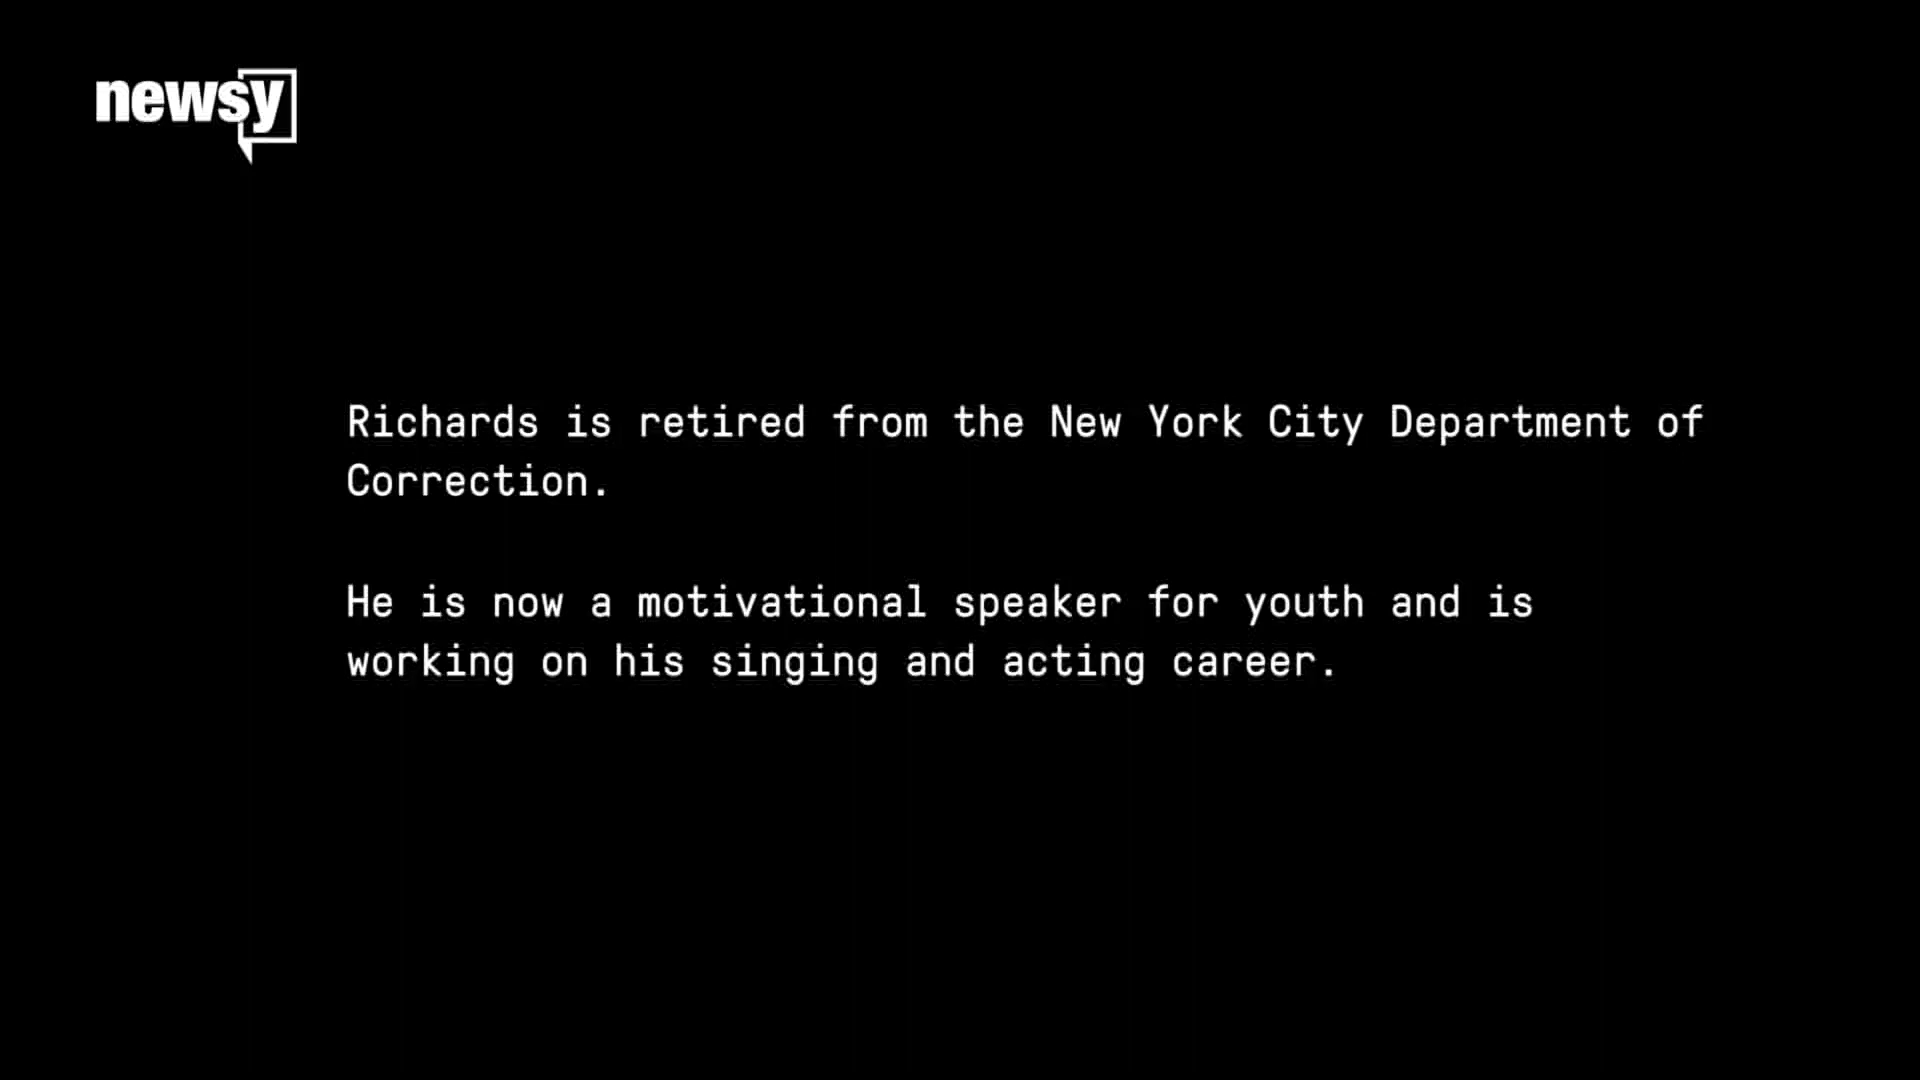 newsy
Richards is retired from the New York City Department of
Correction.
He is now a motivational speaker for youth and is
working on his singing and acting career.